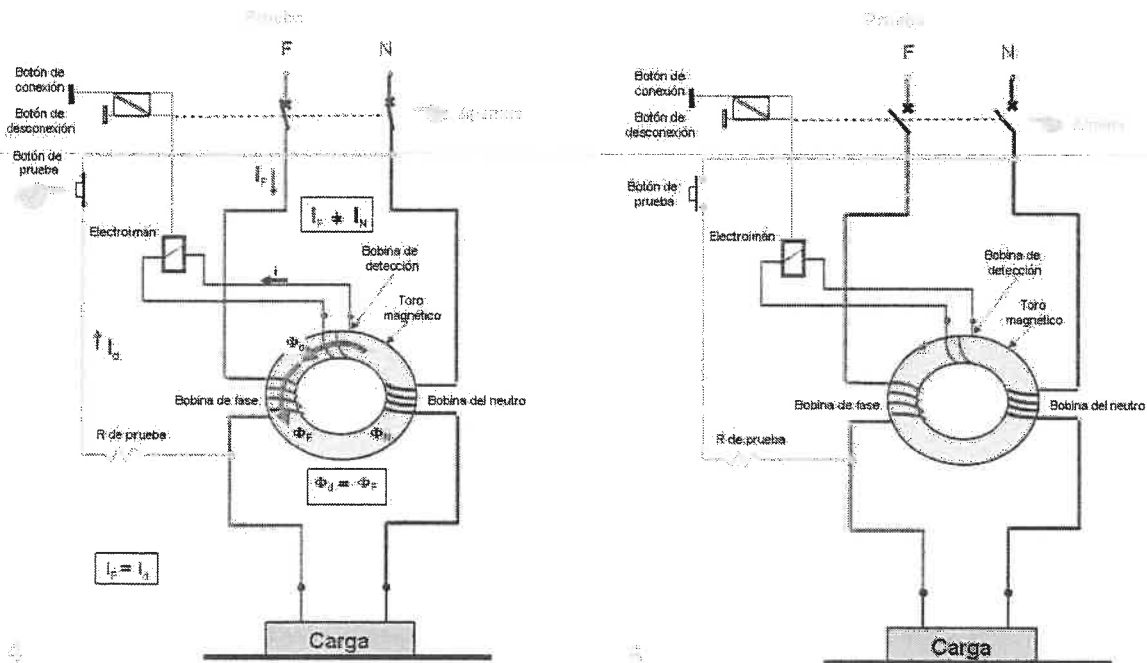 Prueba
F N
Botón de
conexión
Botón de
desconexión
Botón de
prueba
I_F
I_F ≠ I_N
Electroimán
i
Bobina de
detección
Toro
magnético
I_d
Φ_d
Bobina de fase
Bobina del neutro
Φ_F Φ_N
R de prueba
Φ_d = Φ_F
I_F = I_d
Carga
4
Prueba
F N
Botón de
conexión
Botón de
desconexión
Botón de
prueba
Electroimán
Bobina de
detección
Toro
magnético
Bobina de fase
Bobina del neutro
R de prueba
Carga